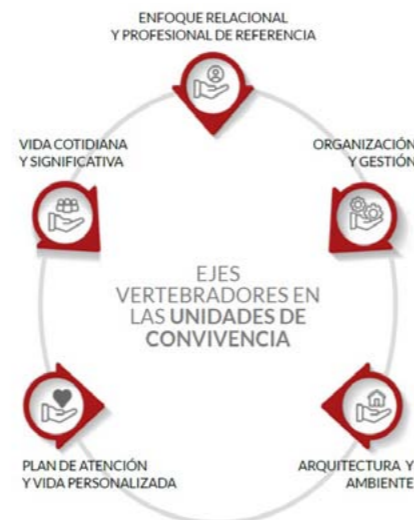 ENFOQUE RELACIONAL
Y PROFESIONAL DE REFERENCIA
VIDA COTIDIANA
Y SIGNIFICATIVA
ORGANIZACIÓN
Y GESTIÓN
EJES
VERTEBRADORES EN
LAS UNIDADES DE
CONVIVENCIA
PLAN DE ATENCIÓN
Y VIDA PERSONALIZADA
ARQUITECTURA Y
AMBIENTE